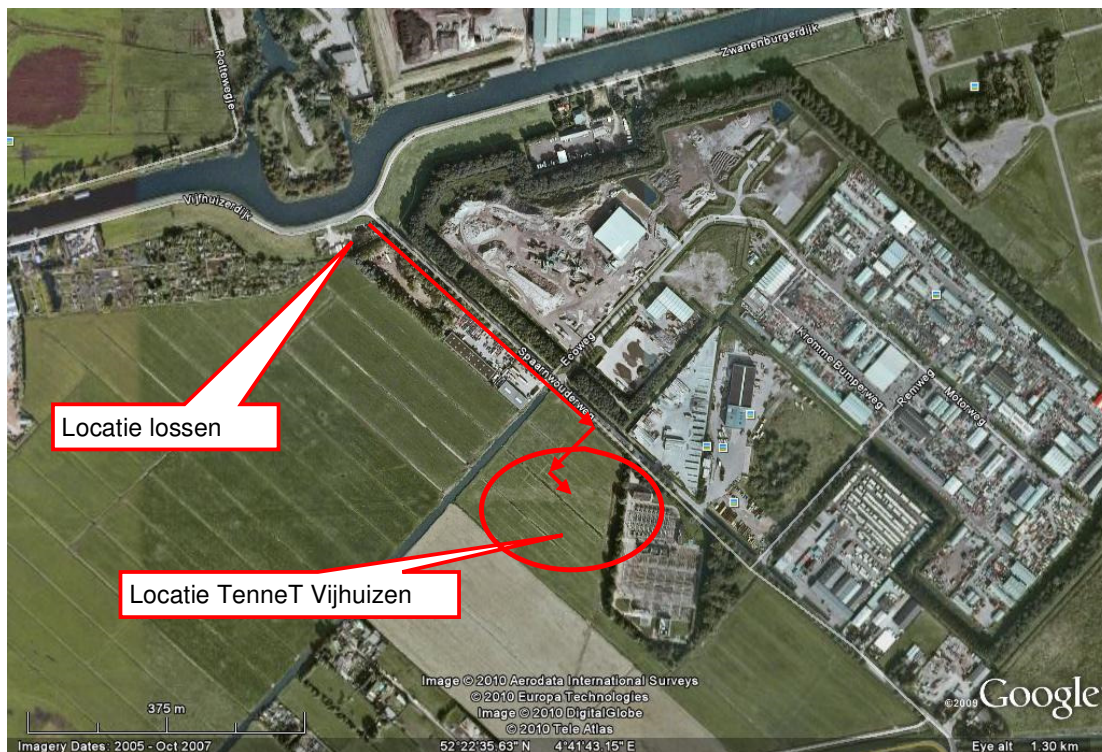 Rottewegje
Zwanenburgerdijk
Vijfhuizerdijk
Ecoweg
Spaarnwouderweg
Kromme Bumperweg
Remweg
Motorweg
Locatie lossen
Locatie TenneT Vijhuizen
Image © 2010 Aerodata International Surveys
© 2010 Europa Technologies
Image © 2010 DigitalGlobe
© 2010 Tele Atlas
©2009 Google
375 m
Imagery Dates: 2005 - Oct 2007
52°22'35.63" N 4°41'43.15" E
Eye alt 1.30 km